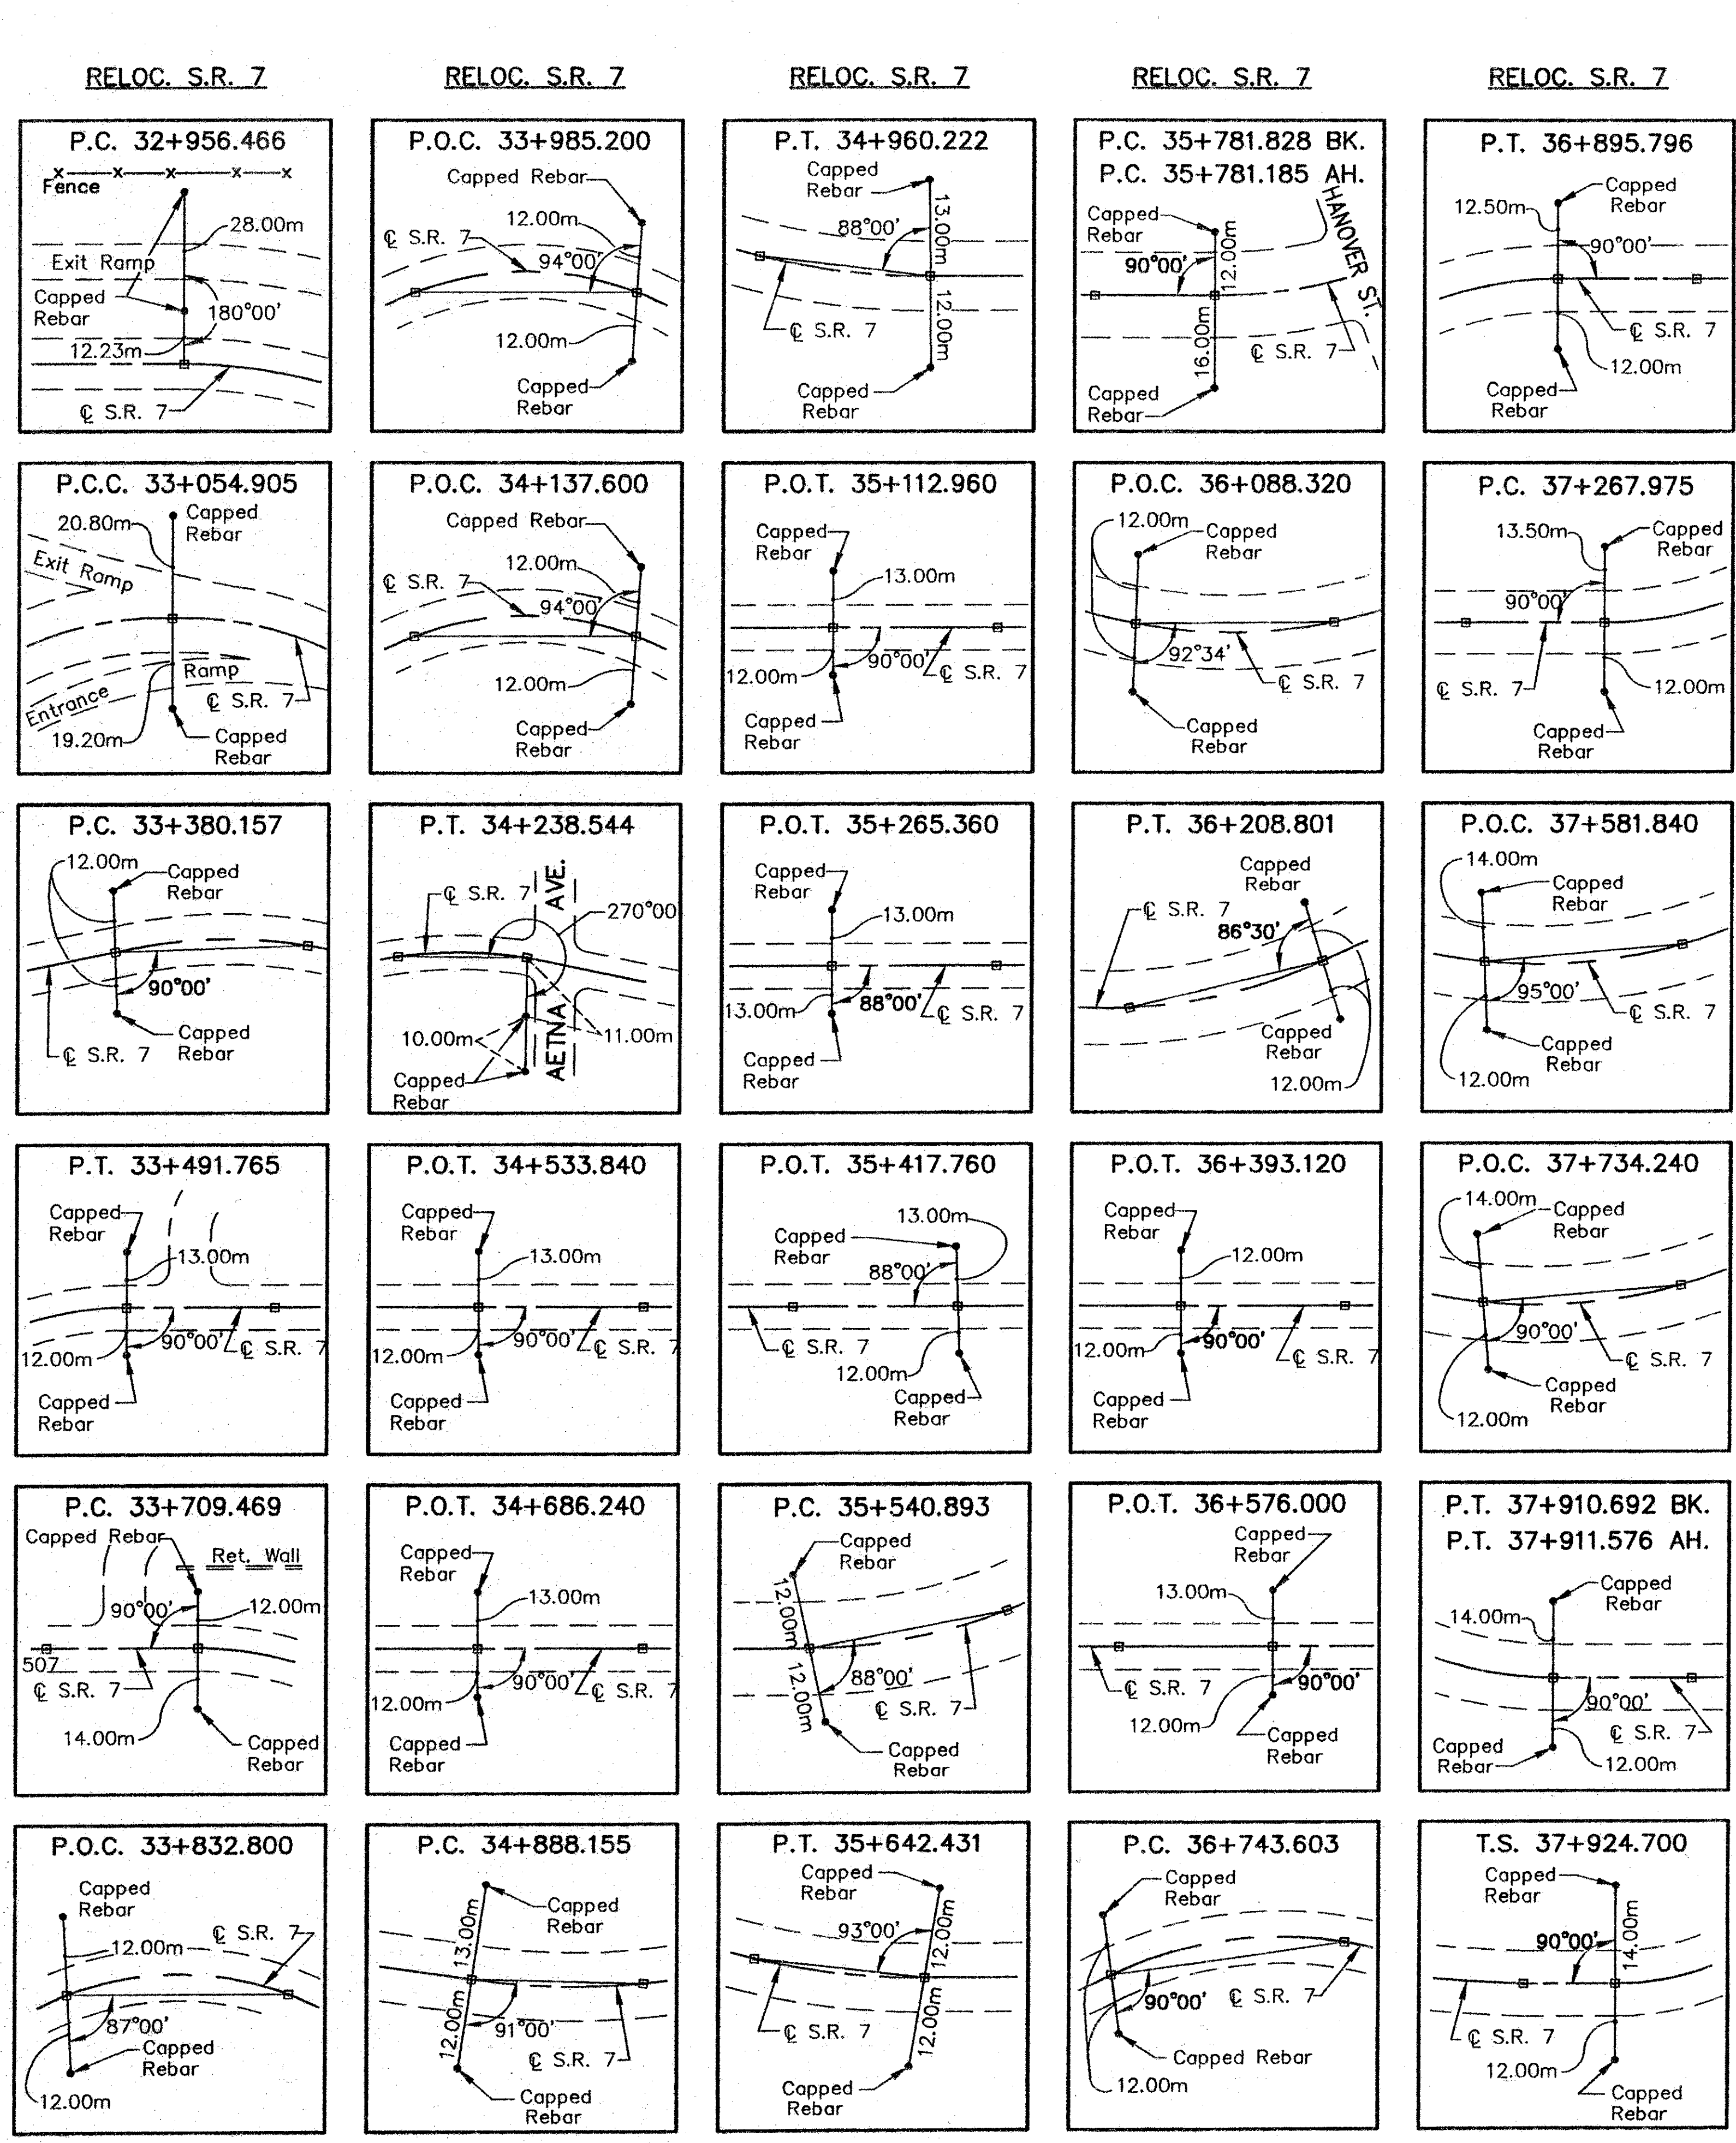 RELOC. S.R. 7
P.C. 32+956.466
Fence
28.00m
Exit Ramp
Capped
Rebar
180°00'
12.23m
℄ S.R. 7
P.C.C. 33+054.905
20.80m
Capped
Rebar
Exit Ramp
Ramp
Entrance
℄ S.R. 7
19.20m
Capped
Rebar
P.C. 33+380.157
12.00m
Capped
Rebar
90°00'
Capped
Rebar
℄ S.R. 7
P.T. 33+491.765
Capped
Rebar
13.00m
90°00'
12.00m
℄ S.R. 7
Capped
Rebar
P.C. 33+709.469
Capped Rebar
Ret. Wall
90°00'
12.00m
507
℄ S.R. 7
14.00m
Capped
Rebar
P.O.C. 33+832.800
Capped
Rebar
℄ S.R. 7
12.00m
87°00'
Capped
Rebar
12.00m
RELOC. S.R. 7
P.O.C. 33+985.200
Capped Rebar
12.00m
℄ S.R. 7
94°00'
12.00m
Capped
Rebar
P.O.C. 34+137.600
Capped Rebar
12.00m
℄ S.R. 7
94°00'
12.00m
Capped
Rebar
P.T. 34+238.544
AVE.
℄ S.R. 7
270°00
10.00m
AETNA
11.00m
Capped
Rebar
P.O.T. 34+533.840
Capped
Rebar
13.00m
90°00'
12.00m
℄ S.R. 7
Capped
Rebar
P.O.T. 34+686.240
Capped
Rebar
13.00m
90°00'
12.00m
℄ S.R. 7
Capped
Rebar
P.C. 34+888.155
Capped
Rebar
13.00m
12.00m
91°00'
℄ S.R. 7
Capped
Rebar
RELOC. S.R. 7
P.T. 34+960.222
Capped
Rebar
13.00m
88°00'
12.00m
℄ S.R. 7
Capped
Rebar
P.O.T. 35+112.960
Capped
Rebar
13.00m
90°00'
12.00m
℄ S.R. 7
Capped
Rebar
P.O.T. 35+265.360
Capped
Rebar
13.00m
88°00'
13.00m
℄ S.R. 7
Capped
Rebar
P.O.T. 35+417.760
13.00m
Capped
Rebar
88°00'
℄ S.R. 7
12.00m
Capped
Rebar
P.C. 35+540.893
Capped
Rebar
12.00m
12.00m
88°00'
℄ S.R. 7
Capped
Rebar
P.T. 35+642.431
Capped
Rebar
93°00'
12.00m
12.00m
℄ S.R. 7
Capped
Rebar
RELOC. S.R. 7
P.C. 35+781.828 BK.
P.C. 35+781.185 AH.
HANOVER ST.
Capped
Rebar
12.00m
90°00'
16.00m
℄ S.R. 7
Capped
Rebar
P.O.C. 36+088.320
12.00m
Capped
Rebar
92°34'
℄ S.R. 7
Capped
Rebar
P.T. 36+208.801
Capped
Rebar
℄ S.R. 7
86°30'
Capped
Rebar
12.00m
P.O.T. 36+393.120
Capped
Rebar
12.00m
90°00'
12.00m
℄ S.R. 7
Capped
Rebar
P.O.T. 36+576.000
Capped
Rebar
13.00m
90°00'
℄ S.R. 7
12.00m
Capped
Rebar
P.C. 36+743.603
Capped
Rebar
90°00'
℄ S.R. 7
Capped Rebar
12.00m
RELOC. S.R. 7
P.T. 36+895.796
Capped
Rebar
12.50m
90°00'
℄ S.R. 7
12.00m
Capped
Rebar
P.C. 37+267.975
13.50m
Capped
Rebar
90°00'
℄ S.R. 7
12.00m
Capped
Rebar
P.O.C. 37+581.840
14.00m
Capped
Rebar
95°00'
℄ S.R. 7
Capped
Rebar
12.00m
P.O.C. 37+734.240
14.00m
Capped
Rebar
90°00'
℄ S.R. 7
Capped
Rebar
12.00m
P.T. 37+910.692 BK.
P.T. 37+911.576 AH.
Capped
Rebar
14.00m
90°00'
℄ S.R. 7
Capped
Rebar
12.00m
T.S. 37+924.700
Capped
Rebar
14.00m
90°00'
℄ S.R. 7
12.00m
Capped
Rebar